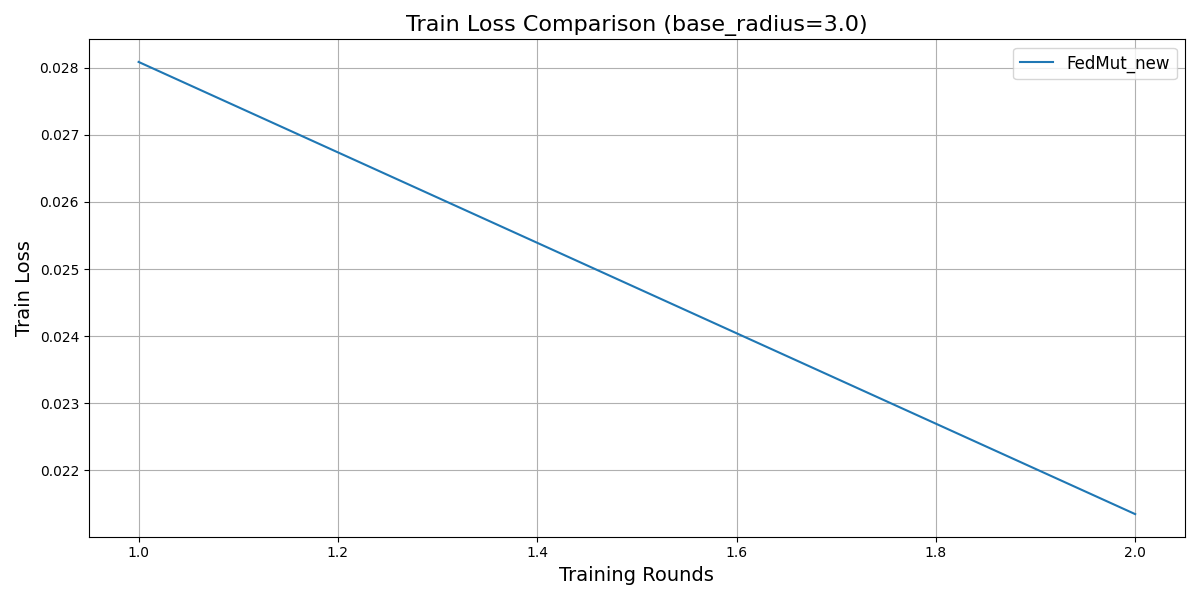 Train Loss Comparison (base_radius=3.0)
FedMut_new
Train Loss
0.028
0.027
0.026
0.025
0.024
0.023
0.022
1.0 1.2 1.4 1.6 1.8 2.0
Training Rounds